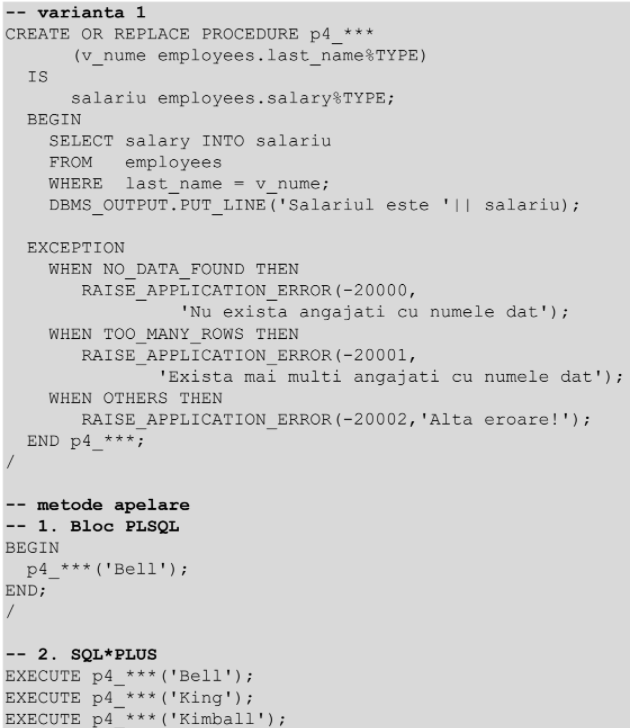 -- varianta 1
CREATE OR REPLACE PROCEDURE p4_***
(v_nume employees.last_name%TYPE)
IS
salariu employees.salary%TYPE;
BEGIN
SELECT salary INTO salariu
FROM employees
WHERE last_name = v_nume;
DBMS_OUTPUT.PUT_LINE('Salariul este '|| salariu);
EXCEPTION
WHEN NO_DATA_FOUND THEN
RAISE_APPLICATION_ERROR(-20000,
'Nu exista angajati cu numele dat');
WHEN TOO_MANY_ROWS THEN
RAISE_APPLICATION_ERROR(-20001,
'Exista mai multi angajati cu numele dat');
WHEN OTHERS THEN
RAISE_APPLICATION_ERROR(-20002,'Alta eroare!');
END p4_***;
/
-- metode apelare
-- 1. Bloc PLSQL
BEGIN
p4_***('Bell');
END;
/
-- 2. SQL*PLUS
EXECUTE p4_***('Bell');
EXECUTE p4_***('King');
EXECUTE p4_***('Kimball');